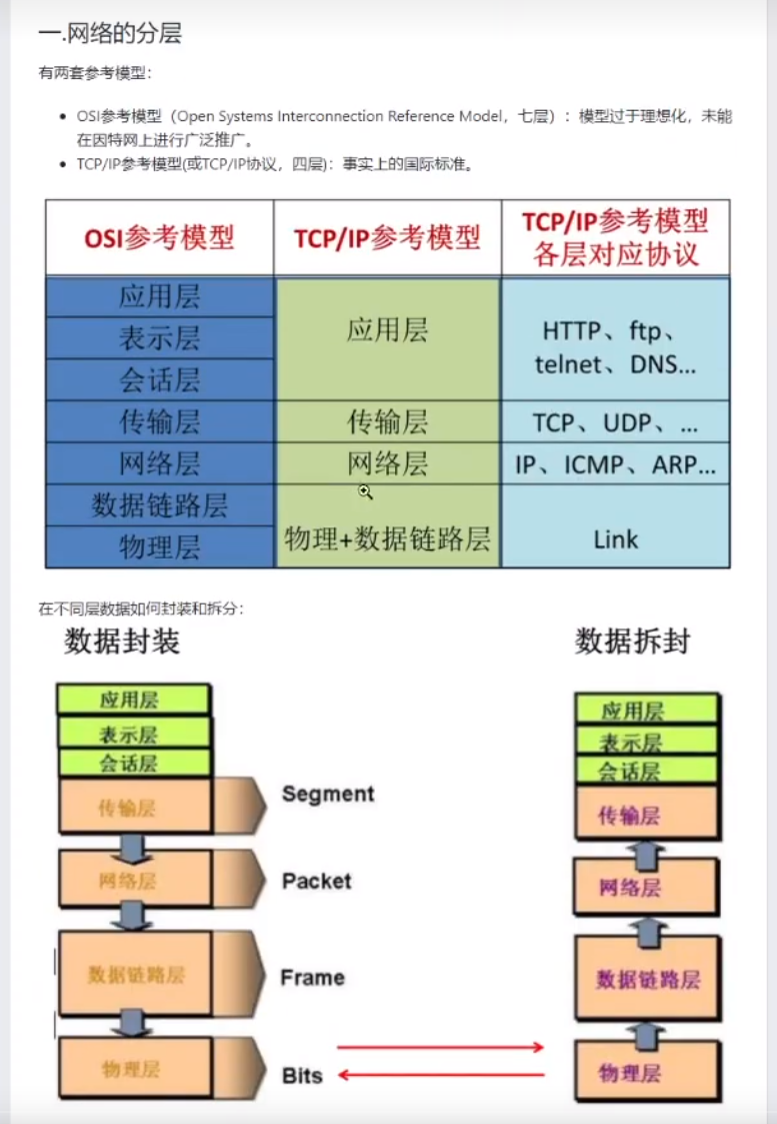 一.网络的分层
有两套参考模型：
OSI参考模型（Open Systems Interconnection Reference Model，七层）：模型过于理想化，未能
在因特网上进行广泛推广。
TCP/IP参考模型(或TCP/IP协议，四层)：事实上的国际标准。
OSI参考模型
TCP/IP参考模型
TCP/IP参考模型
各层对应协议
应用层
表示层
会话层
传输层
网络层
数据链路层
物理层
应用层
传输层
网络层
物理+数据链路层
HTTP、ftp、
telnet、DNS...
TCP、UDP、...
IP、ICMP、ARP...
Link
在不同层数据如何封装和拆分：
数据封装
应用层
表示层
会话层
传输层
Segment
网络层
Packet
数据链路层
Frame
物理层
Bits
数据拆封
应用层
表示层
会话层
传输层
网络层
数据链路层
物理层